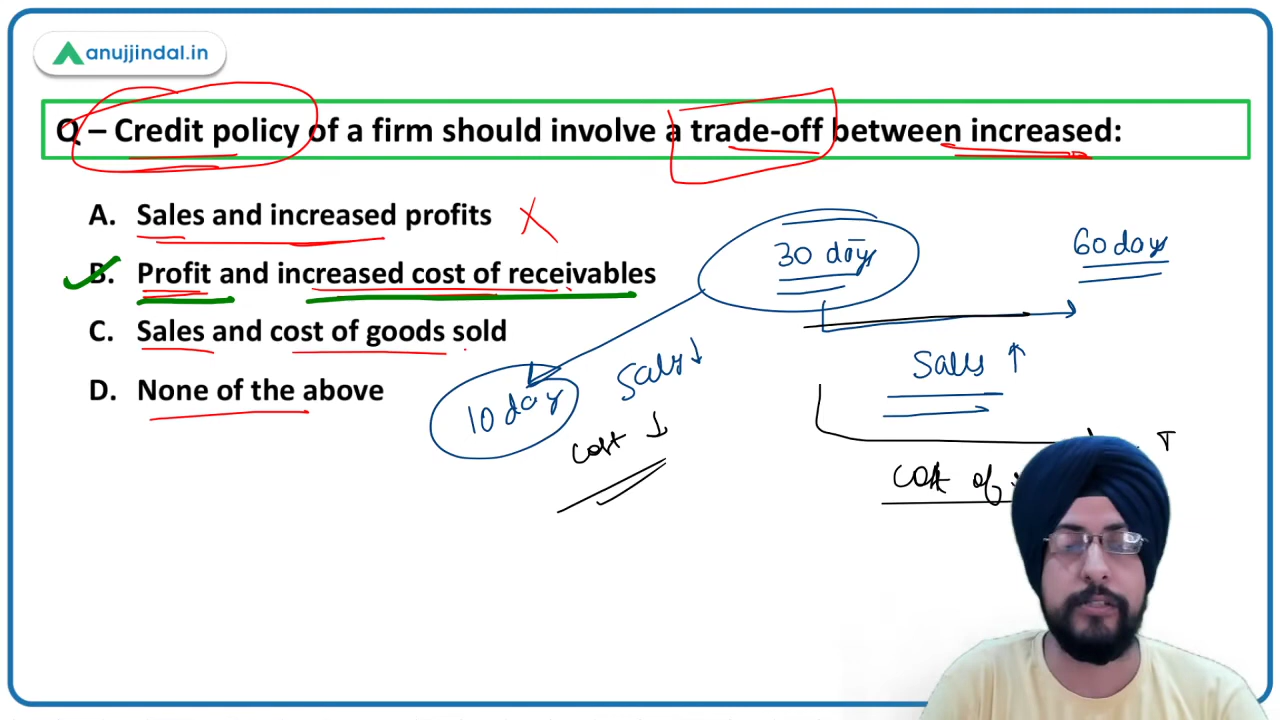 anujjindal.in
Q – Credit policy of a firm should involve a trade-off between increased:
A. Sales and increased profits
B. Profit and increased cost of receivables
C. Sales and cost of goods sold
D. None of the above
30 days
60 days
Sales ↑
Sales ↓
10 day
cost ↓
cost of